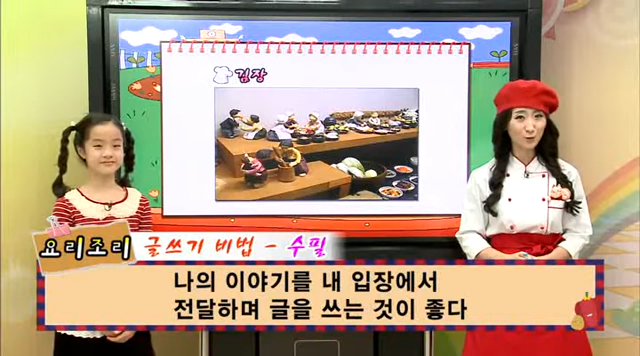 김장
요리조리 글쓰기 비법 - 수필
나의 이야기를 내 입장에서
전달하며 글을 쓰는 것이 좋다